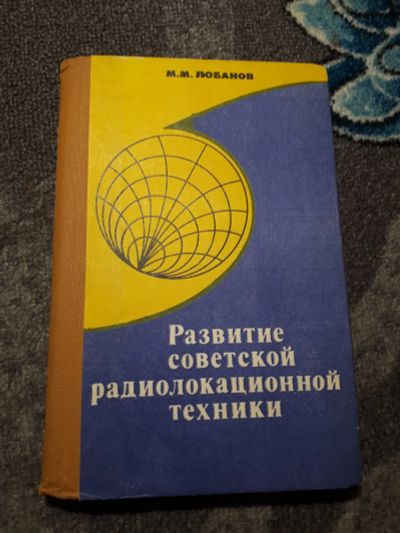 М.М. ЛОБАНОВ
Развитие
советской
радиолокационной
техники